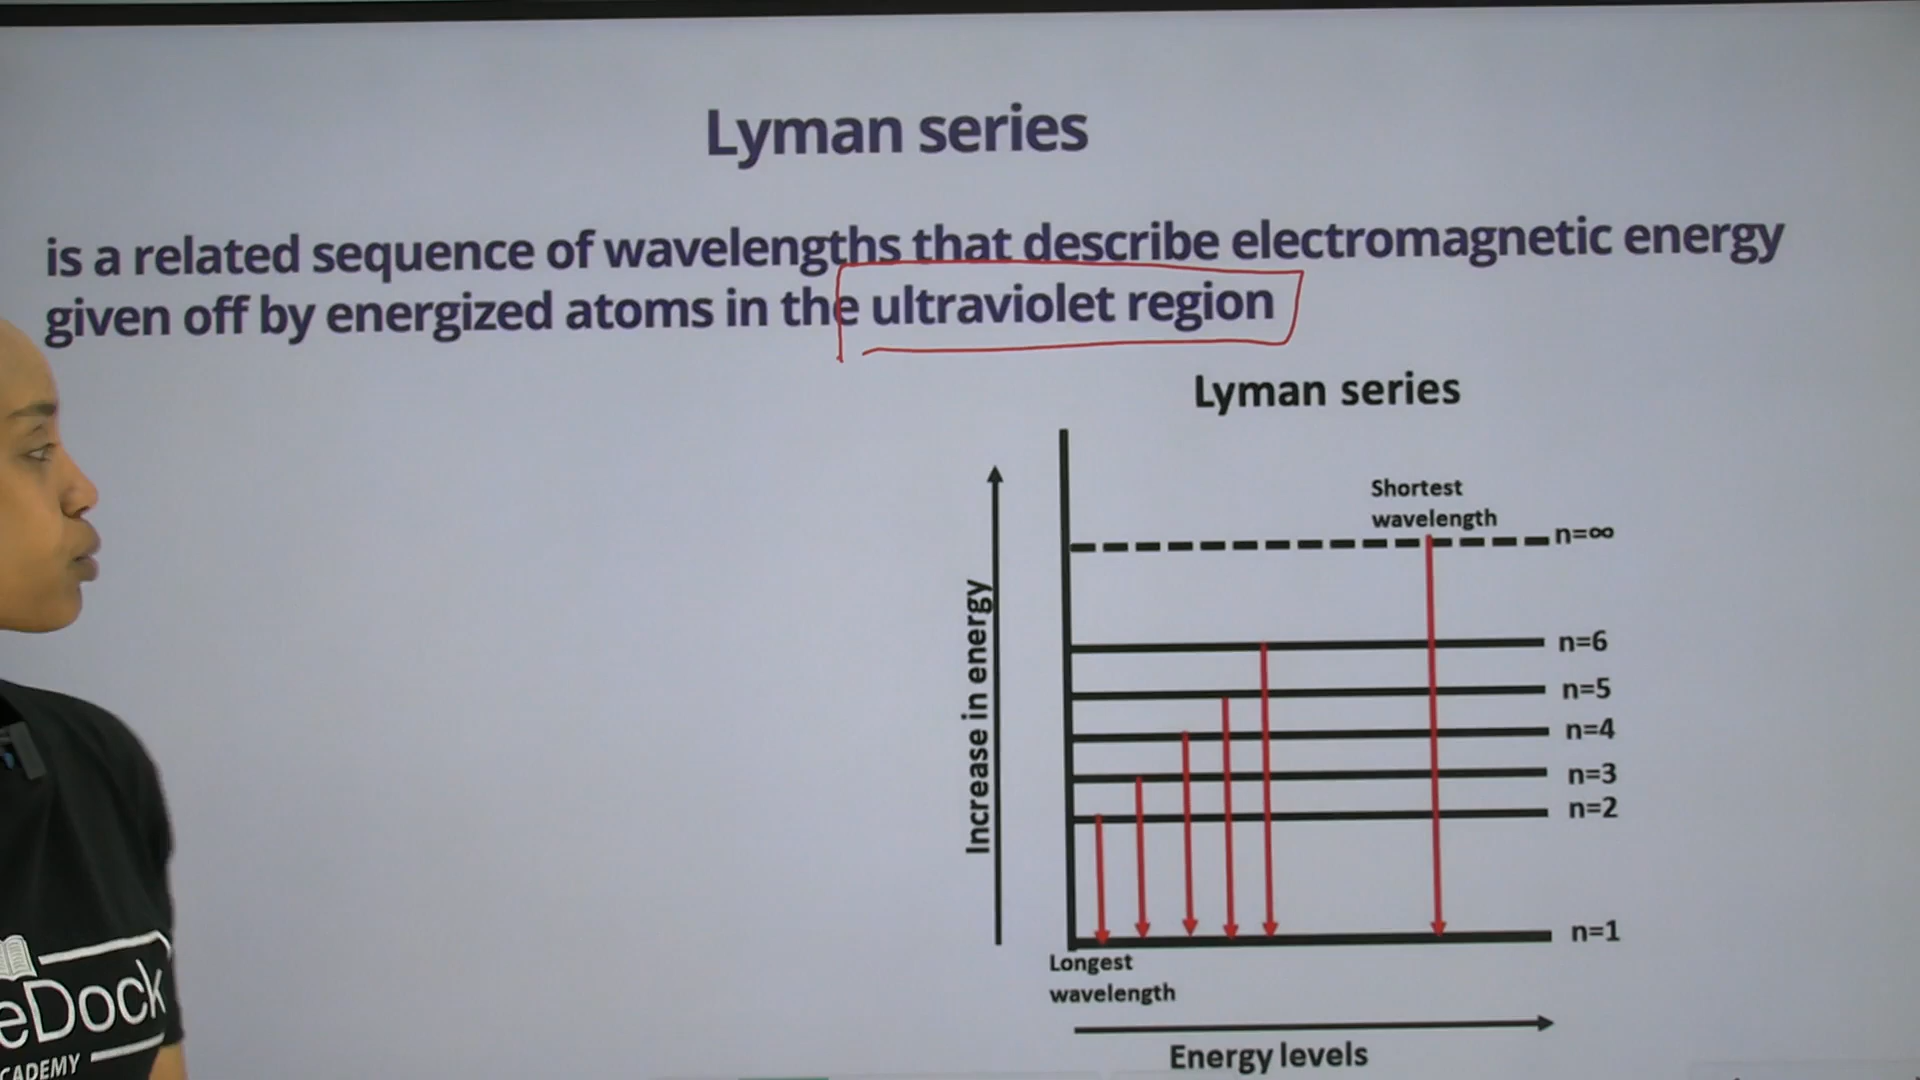 Lyman series
is a related sequence of wavelengths that describe electromagnetic energy
given off by energized atoms in the ultraviolet region
Lyman series
Shortest
wavelength
n=∞
n=6
n=5
n=4
n=3
n=2
n=1
Increase in energy
Longest
wavelength
Energy levels
eDock
CADEMY